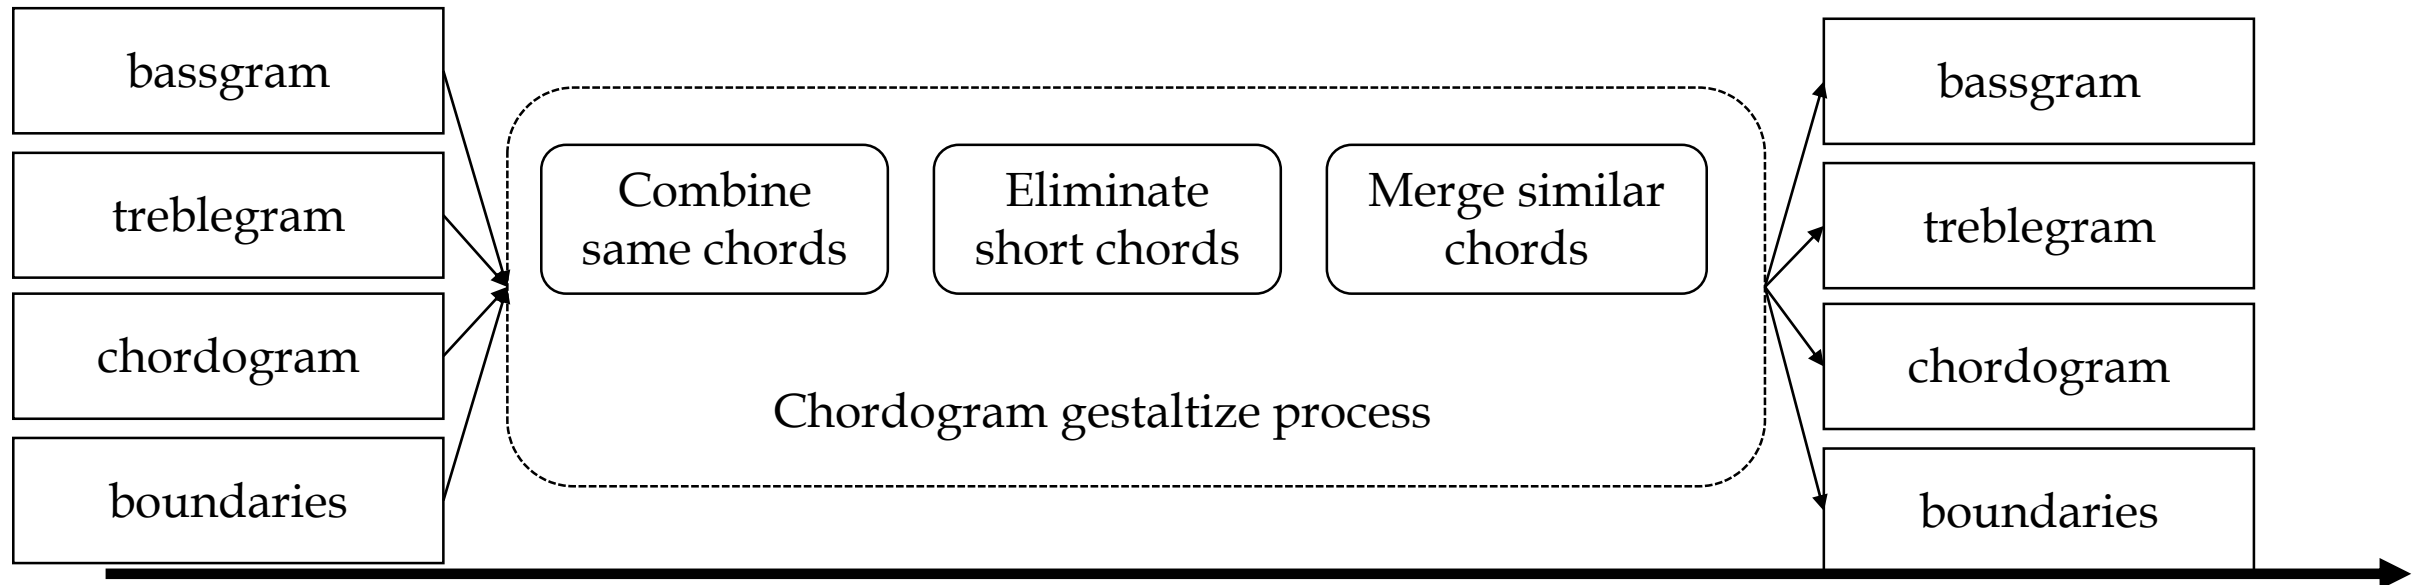 bassgram
treblegram
chordogram
boundaries
Combine
same chords
Eliminate
short chords
Merge similar
chords
Chordogram gestaltize process
bassgram
treblegram
chordogram
boundaries